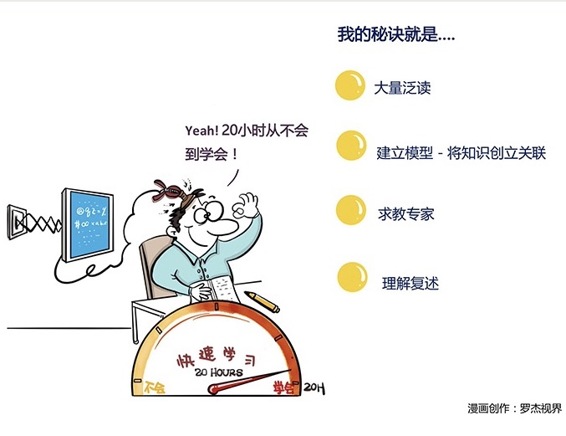 我的秘诀就是....
大量泛读
Yeah! 20小时从不会
到学会！
建立模型 - 将知识创立关联
求教专家
理解复述
快速学习
20 HOURS
不会
学会
20H
漫画创作：罗杰视界